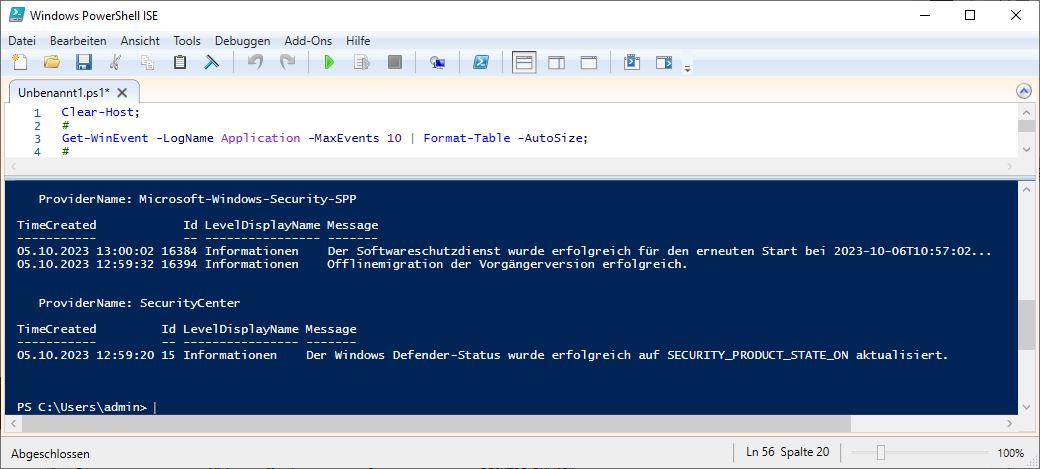 Windows PowerShell ISE
Datei Bearbeiten Ansicht Tools Debuggen Add-Ons Hilfe
Unbenannt1.ps1*
1 Clear-Host;
2 #
3 Get-WinEvent -LogName Application -MaxEvents 10 | Format-Table -AutoSize;
4 #
ProviderName: Microsoft-Windows-Security-SPP
TimeCreated Id LevelDisplayName Message
----------- -- ---------------- -------
05.10.2023 13:00:02 16384 Informationen Der Softwareschutzdienst wurde erfolgreich für den erneuten Start bei 2023-10-06T10:57:02...
05.10.2023 12:59:32 16394 Informationen Offlinemigration der Vorgängerversion erfolgreich.
ProviderName: SecurityCenter
TimeCreated Id LevelDisplayName Message
----------- -- ---------------- -------
05.10.2023 12:59:20 15 Informationen Der Windows Defender-Status wurde erfolgreich auf SECURITY_PRODUCT_STATE_ON aktualisiert.
PS C:\Users\admin>
Abgeschlossen Ln 56 Spalte 20 100%